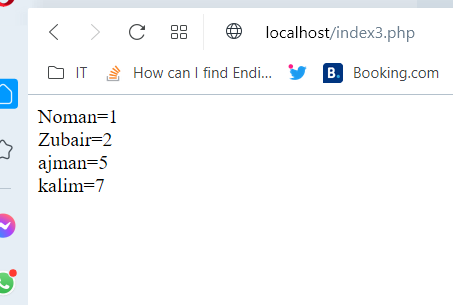 localhost/index3.php
IT How can I find Endi... B. Booking.com
Noman=1
Zubair=2
ajman=5
kalim=7